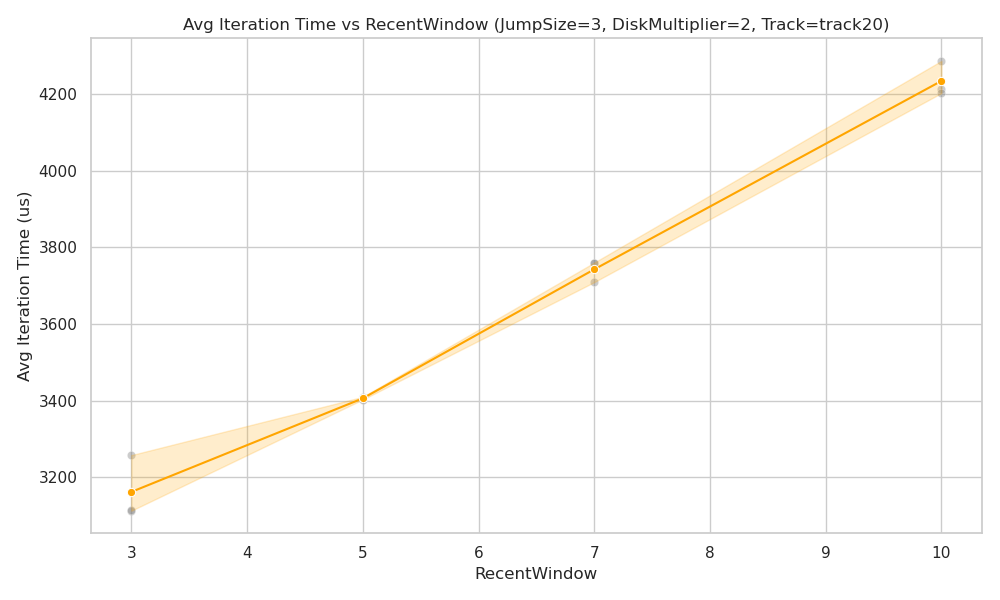 Avg Iteration Time vs RecentWindow (JumpSize=3, DiskMultiplier=2, Track=track20)
Avg Iteration Time (us)
4200
4000
3800
3600
3400
3200
3 4 5 6 7 8 9 10
RecentWindow